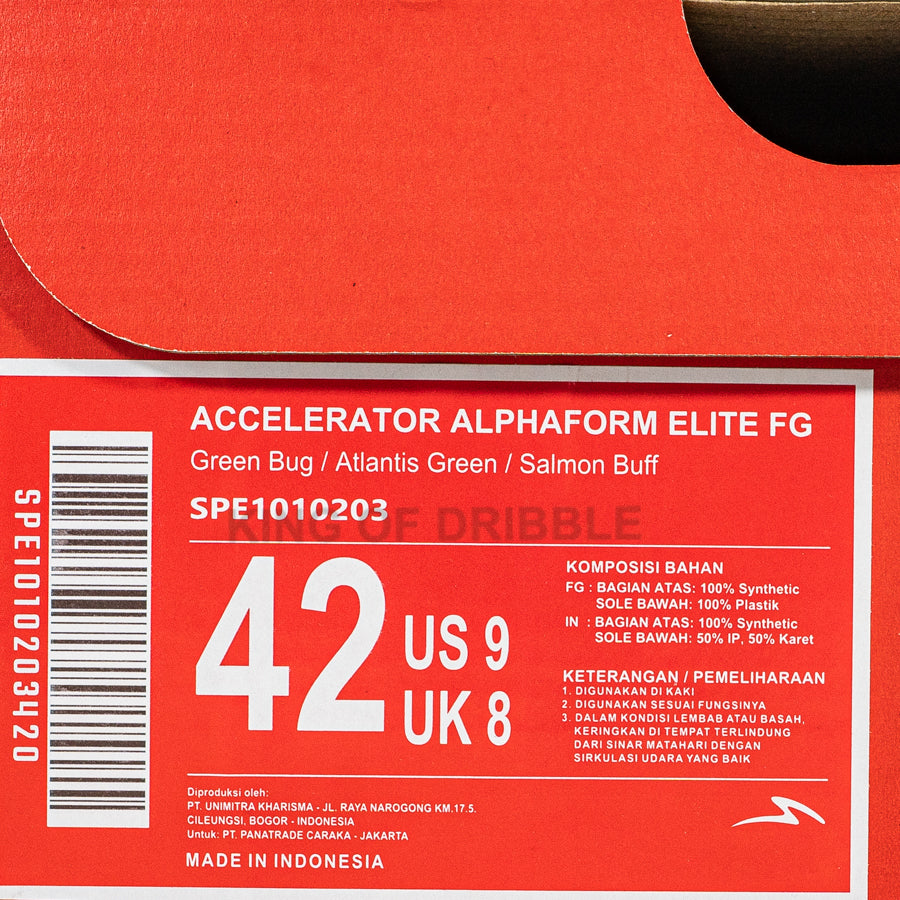 ACCELERATOR ALPHAFORM ELITE FG
Green Bug / Atlantis Green / Salmon Buff
SPE1010203
KING OF DRIBBLE
SPE1010203420
42
US 9
UK 8
KOMPOSISI BAHAN
FG : BAGIAN ATAS: 100% Synthetic
SOLE BAWAH: 100% Plastik
IN : BAGIAN ATAS: 100% Synthetic
SOLE BAWAH: 50% IP, 50% Karet
KETERANGAN / PEMELIHARAAN
1. DIGUNAKAN DI KAKI
2. DIGUNAKAN SESUAI FUNGSINYA
3. DALAM KONDISI LEMBAB ATAU BASAH,
KERINGKAN DI TEMPAT TERLINDUNG
DARI SINAR MATAHARI DENGAN
SIRKULASI UDARA YANG BAIK
Diproduksi oleh:
PT. UNIMITRA KHARISMA - JL. RAYA NAROGONG KM.17.5.
CILEUNGSI, BOGOR - INDONESIA
Untuk: PT. PANATRADE CARAKA - JAKARTA
MADE IN INDONESIA